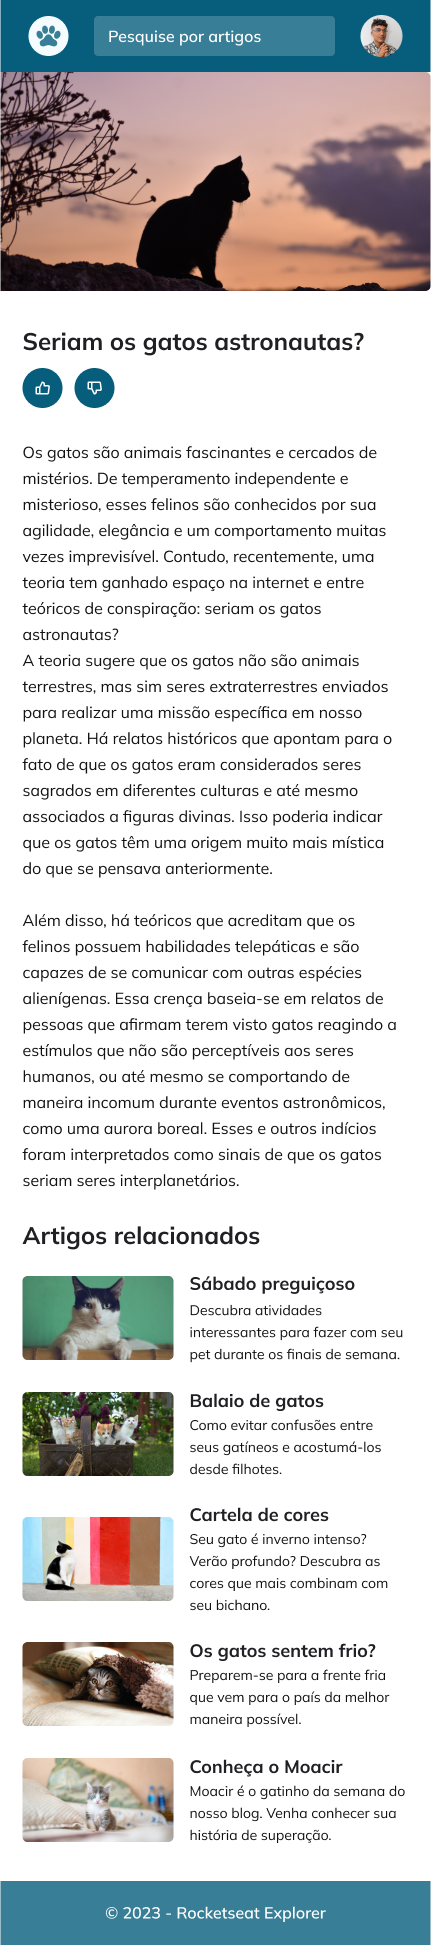 Pesquise por artigos
Seriam os gatos astronautas?
Os gatos são animais fascinantes e cercados de
mistérios. De temperamento independente e
misterioso, esses felinos são conhecidos por sua
agilidade, elegância e um comportamento muitas
vezes imprevisível. Contudo, recentemente, uma
teoria tem ganhado espaço na internet e entre
teóricos de conspiração: seriam os gatos
astronautas?
A teoria sugere que os gatos não são animais
terrestres, mas sim seres extraterrestres enviados
para realizar uma missão específica em nosso
planeta. Há relatos históricos que apontam para o
fato de que os gatos eram considerados seres
sagrados em diferentes culturas e até mesmo
associados a figuras divinas. Isso poderia indicar
que os gatos têm uma origem muito mais mística
do que se pensava anteriormente.
Além disso, há teóricos que acreditam que os
felinos possuem habilidades telepáticas e são
capazes de se comunicar com outras espécies
alienígenas. Essa crença baseia-se em relatos de
pessoas que afirmam terem visto gatos reagindo a
estímulos que não são perceptíveis aos seres
humanos, ou até mesmo se comportando de
maneira incomum durante eventos astronômicos,
como uma aurora boreal. Esses e outros indícios
foram interpretados como sinais de que os gatos
seriam seres interplanetários.
Artigos relacionados
Sábado preguiçoso
Descubra atividades
interessantes para fazer com seu
pet durante os finais de semana.
Balaio de gatos
Como evitar confusões entre
seus gatíneos e acostumá-los
desde filhotes.
Cartela de cores
Seu gato é inverno intenso?
Verão profundo? Descubra as
cores que mais combinam com
seu bichano.
Os gatos sentem frio?
Preparem-se para a frente fria
que vem para o país da melhor
maneira possível.
Conheça o Moacir
Moacir é o gatinho da semana do
nosso blog. Venha conhecer sua
história de superação.
© 2023 - Rocketseat Explorer